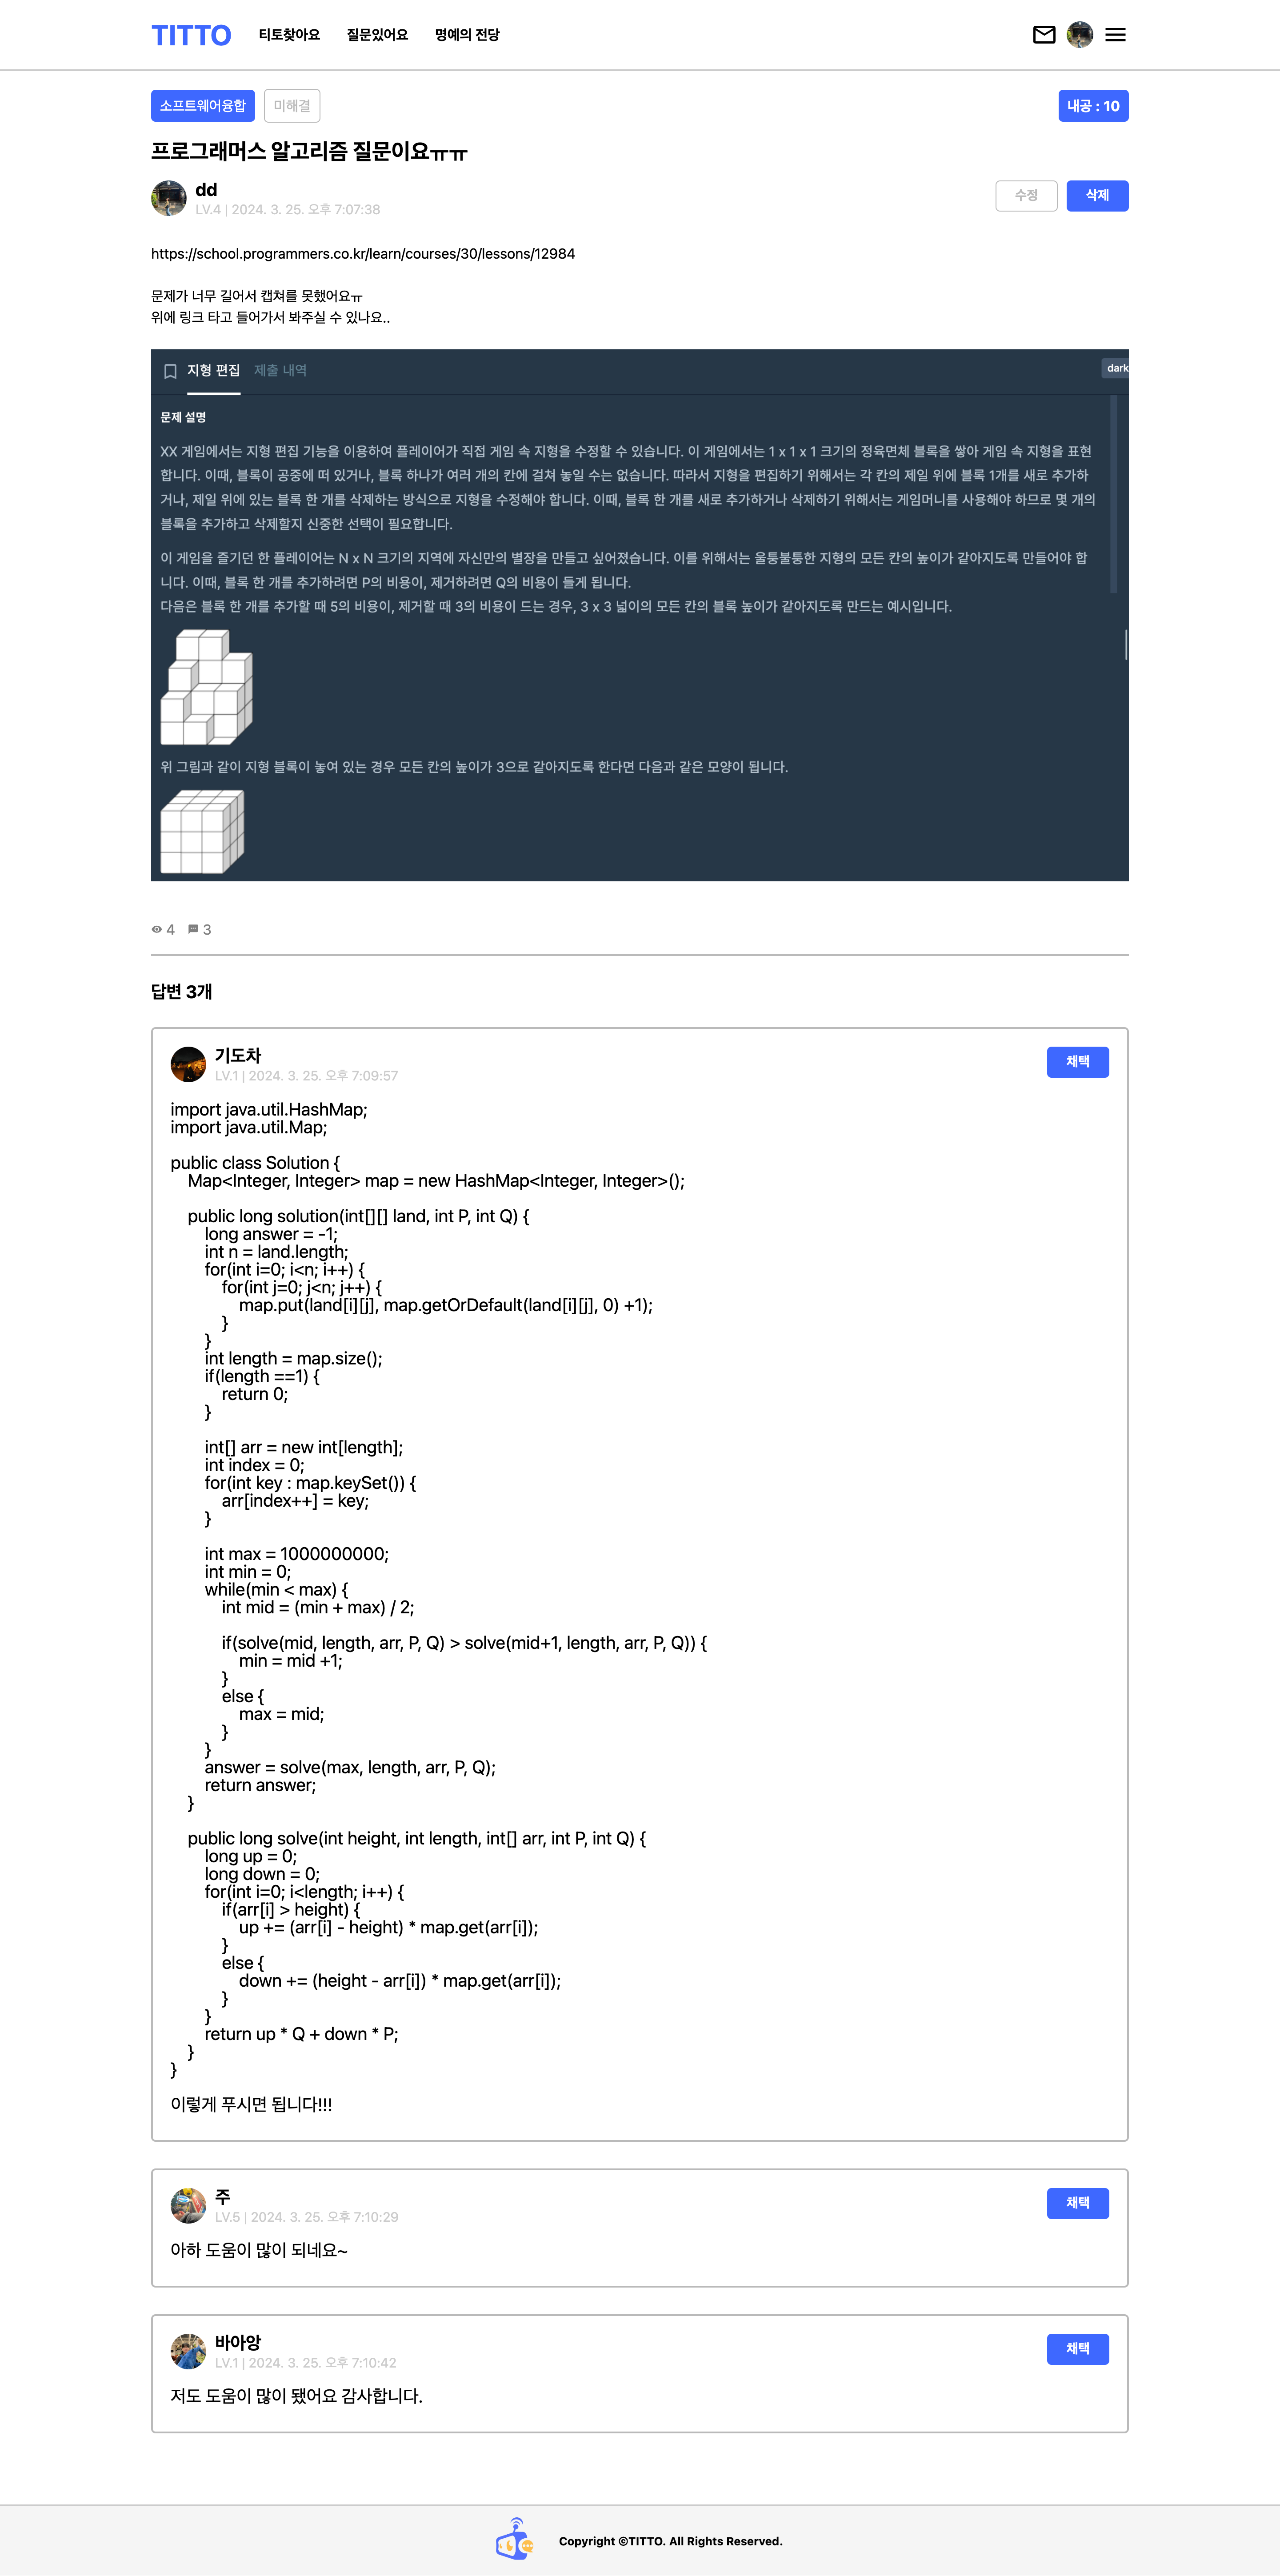 TITTO 티토찾아요 질문있어요 명예의 전당
소프트웨어융합 미해결 내공 : 10
프로그래머스 알고리즘 질문이요ㅠㅠ
dd
LV.4 | 2024. 3. 25. 오후 7:07:38
수정 삭제
https://school.programmers.co.kr/learn/courses/30/lessons/12984
문제가 너무 길어서 캡쳐를 못했어요ㅠ
위에 링크 타고 들어가서 봐주실 수 있나요..
지형 편집 제출 내역 dark
문제 설명
XX 게임에서는 지형 편집 기능을 이용하여 플레이어가 직접 게임 속 지형을 수정할 수 있습니다. 이 게임에서는 1 x 1 x 1 크기의 정육면체 블록을 쌓아 게임 속 지형을 표현
합니다. 이때, 블록이 공중에 떠 있거나, 블록 하나가 여러 개의 칸에 걸쳐 놓일 수는 없습니다. 따라서 지형을 편집하기 위해서는 각 칸의 제일 위에 블록 1개를 새로 추가하
거나, 제일 위에 있는 블록 한 개를 삭제하는 방식으로 지형을 수정해야 합니다. 이때, 블록 한 개를 새로 추가하거나 삭제하기 위해서는 게임머니를 사용해야 하므로 몇 개의
블록을 추가하고 삭제할지 신중한 선택이 필요합니다.
이 게임을 즐기던 한 플레이어는 N x N 크기의 지역에 자신만의 별장을 만들고 싶어졌습니다. 이를 위해서는 울퉁불퉁한 지형의 모든 칸의 높이가 같아지도록 만들어야 합
니다. 이때, 블록 한 개를 추가하려면 P의 비용이, 제거하려면 Q의 비용이 들게 됩니다.
다음은 블록 한 개를 추가할 때 5의 비용이, 제거할 때 3의 비용이 드는 경우, 3 x 3 넓이의 모든 칸의 블록 높이가 같아지도록 만드는 예시입니다.
위 그림과 같이 지형 블록이 놓여 있는 경우 모든 칸의 높이가 3으로 같아지도록 한다면 다음과 같은 모양이 됩니다.
4 3
답변 3개
기도차
LV.1 | 2024. 3. 25. 오후 7:09:57
채택
import java.util.HashMap;
import java.util.Map;
public class Solution {
Map<Integer, Integer> map = new HashMap<Integer, Integer>();
public long solution(int[][] land, int P, int Q) {
long answer = -1;
int n = land.length;
for(int i=0; i<n; i++) {
for(int j=0; j<n; j++) {
map.put(land[i][j], map.getOrDefault(land[i][j], 0) +1);
}
}
int length = map.size();
if(length ==1) {
return 0;
}
int[] arr = new int[length];
int index = 0;
for(int key : map.keySet()) {
arr[index++] = key;
}
int max = 1000000000;
int min = 0;
while(min < max) {
int mid = (min + max) / 2;
if(solve(mid, length, arr, P, Q) > solve(mid+1, length, arr, P, Q)) {
min = mid +1;
}
else {
max = mid;
}
}
answer = solve(max, length, arr, P, Q);
return answer;
}
public long solve(int height, int length, int[] arr, int P, int Q) {
long up = 0;
long down = 0;
for(int i=0; i<length; i++) {
if(arr[i] > height) {
up += (arr[i] - height) * map.get(arr[i]);
}
else {
down += (height - arr[i]) * map.get(arr[i]);
}
}
return up * Q + down * P;
}
}
이렇게 푸시면 됩니다!!!
주
LV.5 | 2024. 3. 25. 오후 7:10:29
채택
아하 도움이 많이 되네요~
바아앙
LV.1 | 2024. 3. 25. 오후 7:10:42
채택
저도 도움이 많이 됐어요 감사합니다.
Copyright ©TITTO. All Rights Reserved.